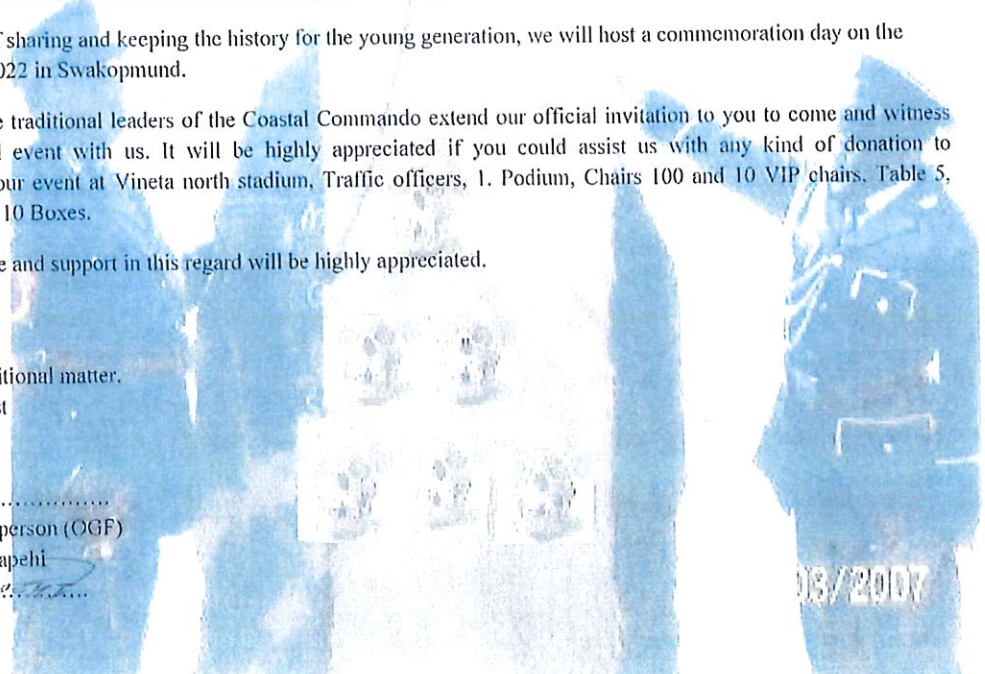 sharing and keeping the history for the young generation, we will host a commemoration day on the
022 in Swakopmund.
traditional leaders of the Coastal Commando extend our official invitation to you to come and witness
event with us. It will be highly appreciated if you could assist us with any kind of donation to
our event at Vineta north stadium, Traffic officers, 1. Podium, Chairs 100 and 10 VIP chairs. Table 5,
10 Boxes.
and support in this regard will be highly appreciated.
itional matter.
st
..............
person (OGF)
apehi
03/2007